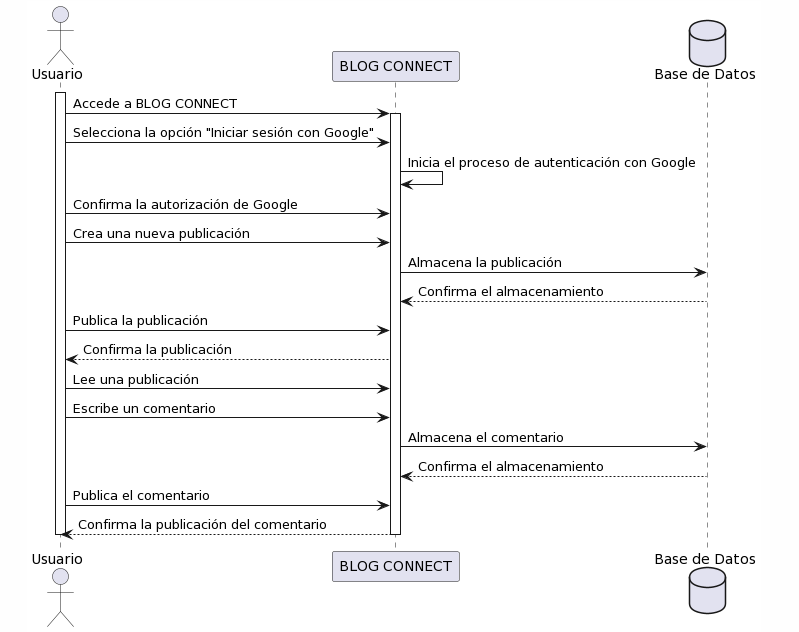 Usuario
BLOG CONNECT
Base de Datos
Accede a BLOG CONNECT
Selecciona la opción "Iniciar sesión con Google"
Inicia el proceso de autenticación con Google
Confirma la autorización de Google
Crea una nueva publicación
Almacena la publicación
Confirma el almacenamiento
Publica la publicación
Confirma la publicación
Lee una publicación
Escribe un comentario
Almacena el comentario
Confirma el almacenamiento
Publica el comentario
Confirma la publicación del comentario
Usuario
BLOG CONNECT
Base de Datos